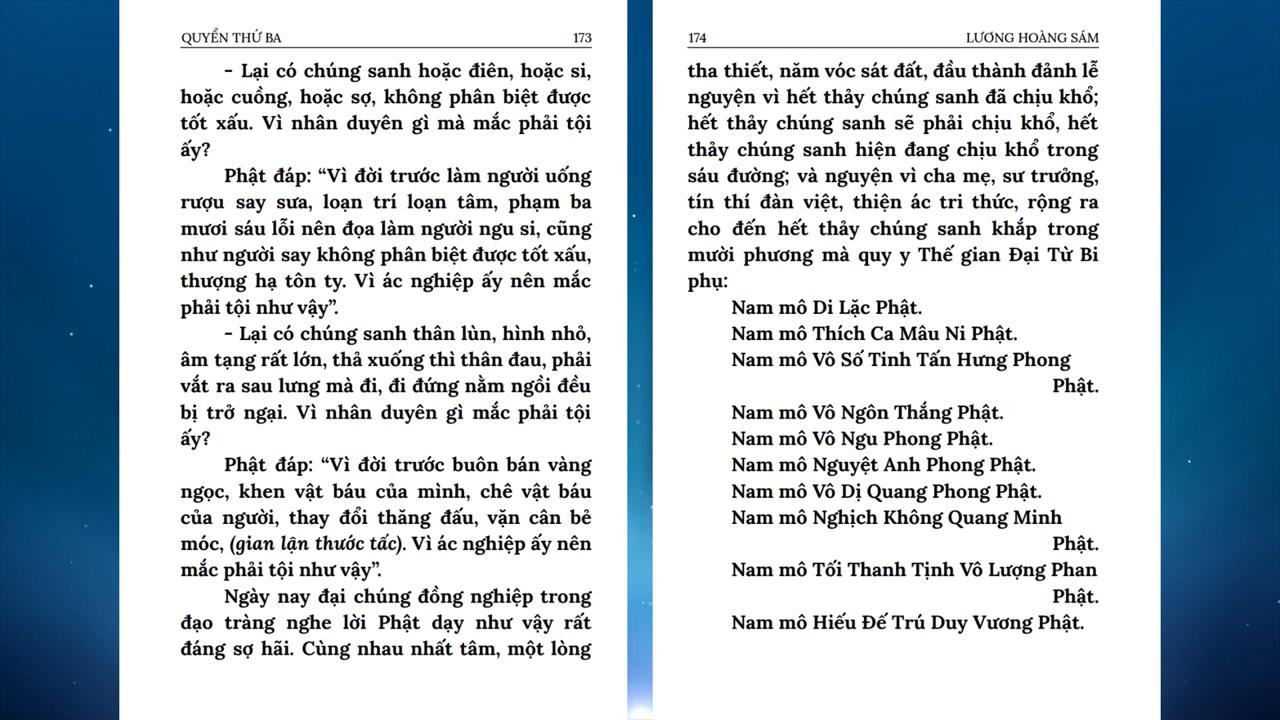 QUYỂN THỨ BA 173
- Lại có chúng sanh hoặc điên, hoặc si,
hoặc cuồng, hoặc sợ, không phân biệt được
tốt xấu. Vì nhân duyên gì mà mắc phải tội
ấy?
Phật đáp: “Vì đời trước làm người uống
rượu say sưa, loạn trí loạn tâm, phạm ba
mươi sáu lỗi nên đọa làm người ngu si, cũng
như người say không phân biệt được tốt xấu,
thượng hạ tôn ty. Vì ác nghiệp ấy nên mắc
phải tội như vậy”.
- Lại có chúng sanh thân lùn, hình nhỏ,
âm tạng rất lớn, thả xuống thì thân đau, phải
vắt ra sau lưng mà đi, đi đứng nằm ngồi đều
bị trở ngại. Vì nhân duyên gì mắc phải tội
ấy?
Phật đáp: “Vì đời trước buôn bán vàng
ngọc, khen vật báu của mình, chê vật báu
của người, thay đổi thăng đấu, vặn cân bẻ
móc, (gian lận thước tấc). Vì ác nghiệp ấy nên
mắc phải tội như vậy”.
Ngày nay đại chúng đồng nghiệp trong
đạo tràng nghe lời Phật dạy như vậy rất
đáng sợ hãi. Cùng nhau nhất tâm, một lòng
174 LƯƠNG HOÀNG SÁM
tha thiết, năm vóc sát đất, đầu thành đảnh lễ
nguyện vì hết thảy chúng sanh đã chịu khổ;
hết thảy chúng sanh sẽ phải chịu khổ, hết
thảy chúng sanh hiện đang chịu khổ trong
sáu đường; và nguyện vì cha mẹ, sư trưởng,
tín thí đàn việt, thiện ác tri thức, rộng ra
cho đến hết thảy chúng sanh khắp trong
mười phương mà quy y Thế gian Đại Từ Bi
phụ:
Nam mô Di Lặc Phật.
Nam mô Thích Ca Mâu Ni Phật.
Nam mô Vô Số Tinh Tấn Hưng Phong
Phật.
Nam mô Vô Ngôn Thắng Phật.
Nam mô Vô Ngu Phong Phật.
Nam mô Nguyệt Anh Phong Phật.
Nam mô Vô Dị Quang Phong Phật.
Nam mô Nghịch Không Quang Minh
Phật.
Nam mô Tối Thanh Tịnh Vô Lượng Phan
Phật.
Nam mô Hiếu Đế Trú Duy Vương Phật.